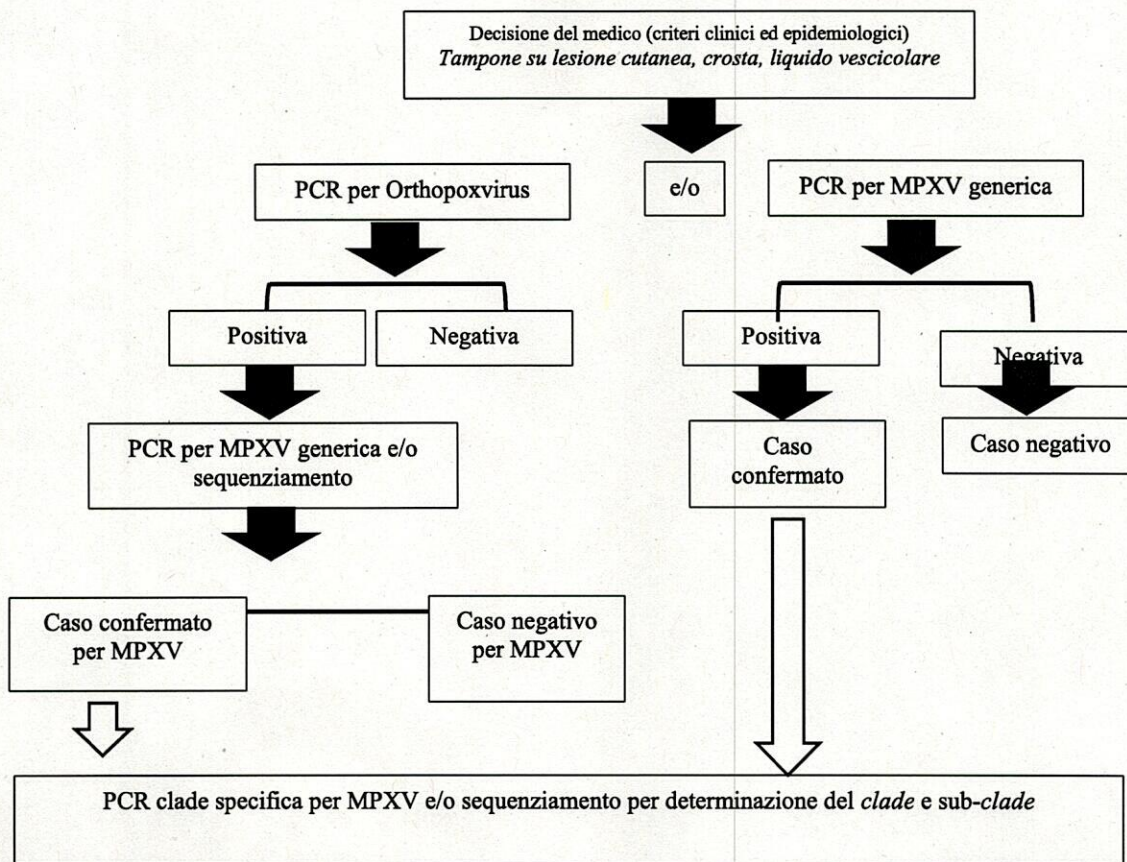 Decisione del medico (criteri clinici ed epidemiologici)
Tampone su lesione cutanea, crosta, liquido vescicolare
PCR per Orthopoxvirus
e/o
PCR per MPXV generica
Positiva
Negativa
Positiva
Negativa
PCR per MPXV generica e/o
sequenziamento
Caso
confermato
Caso negativo
Caso confermato
per MPXV
Caso negativo
per MPXV
PCR clade specifica per MPXV e/o sequenziamento per determinazione del clade e sub-clade